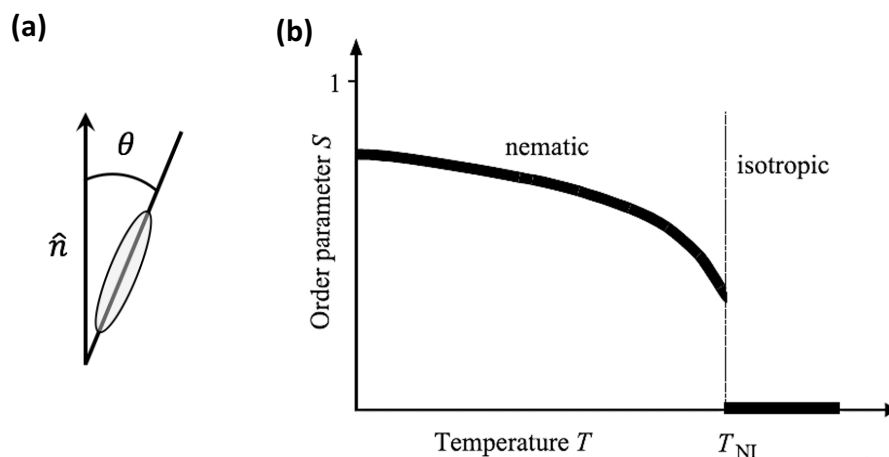 (a)
(b)
θ
n̂
1
Order parameter S
nematic
isotropic
Temperature T
T_NI